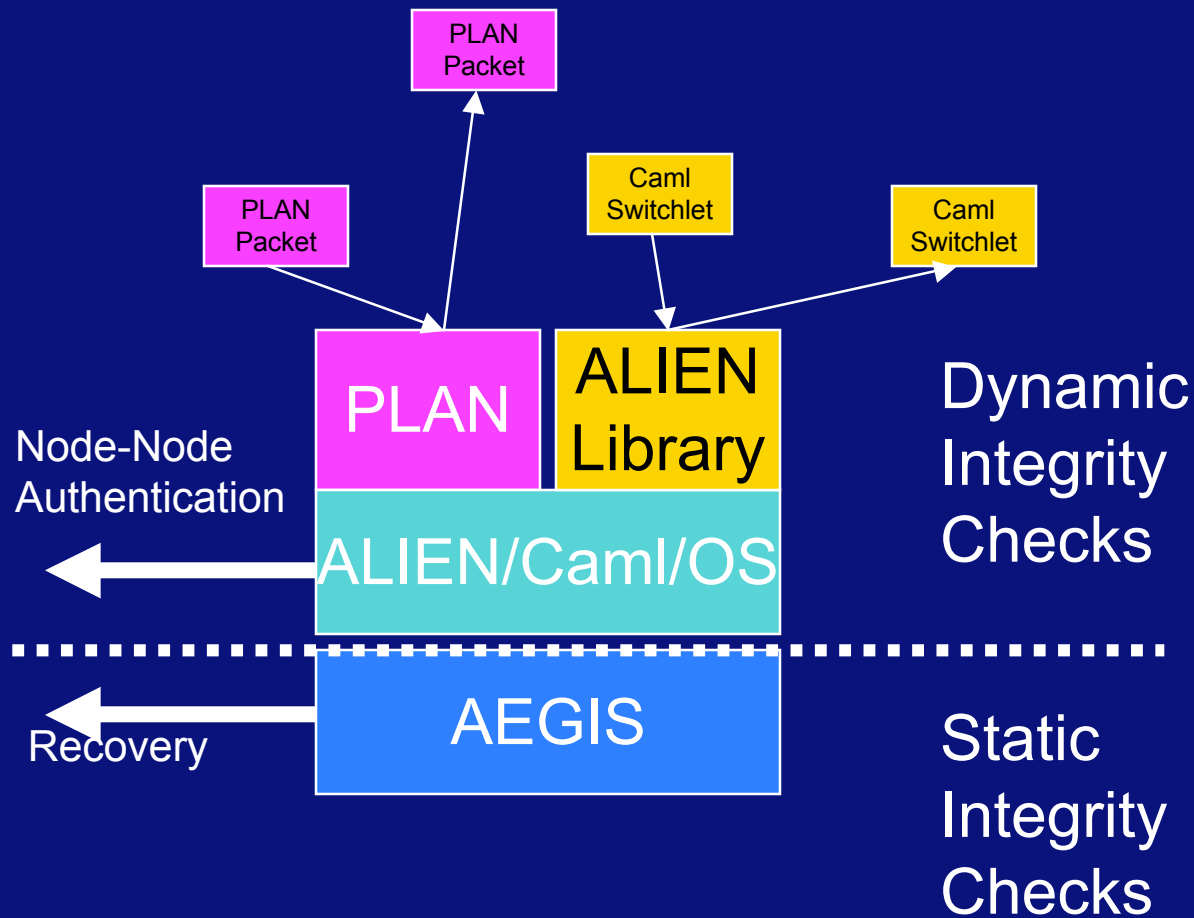 PLAN
Packet
PLAN
Packet
Caml
Switchlet
Caml
Switchlet
PLAN
ALIEN
Library
Dynamic
Integrity
Checks
Node-Node
Authentication
ALIEN/Caml/OS
AEGIS
Recovery
Static
Integrity
Checks